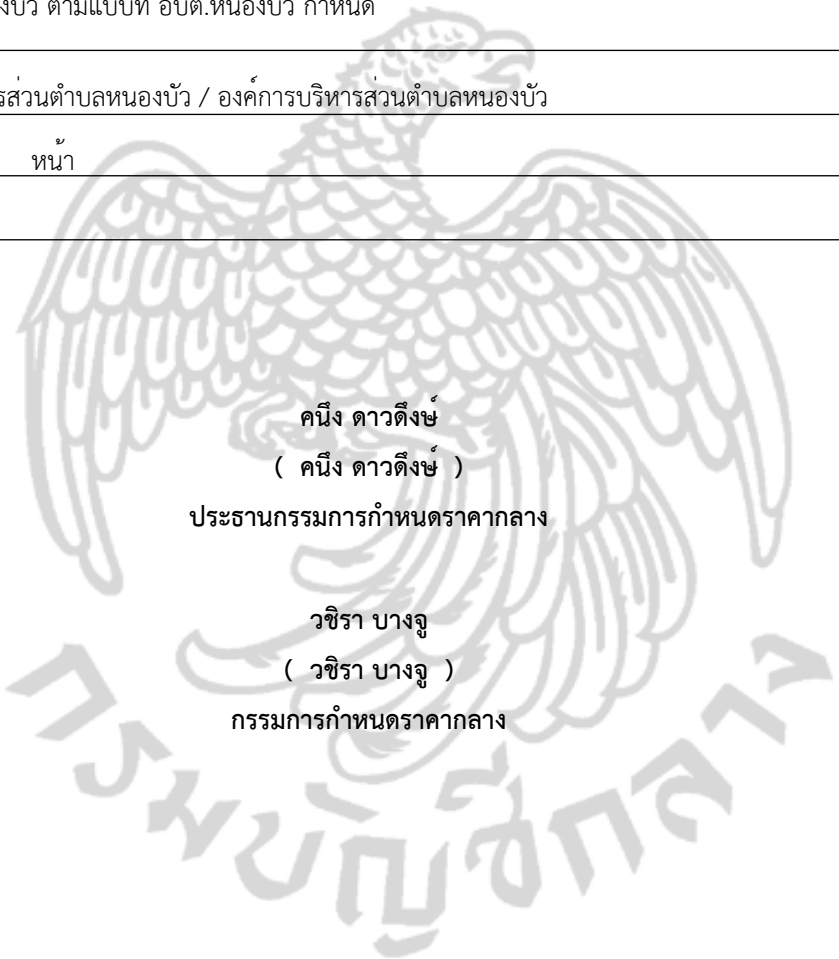 งบัว ตามแบบที่ อบต.หนองบัว กำหนด
รส่วนตำบลหนองบัว / องค์การบริหารส่วนตำบลหนองบัว
หน้า
คนึง ดาวดึงษ์
( คนึง ดาวดึงษ์ )
ประธานกรรมการกำหนดราคากลาง
วชิรา บางจู
( วชิรา บางจู )
กรรมการกำหนดราคากลาง
กรมบัญชีกลาง